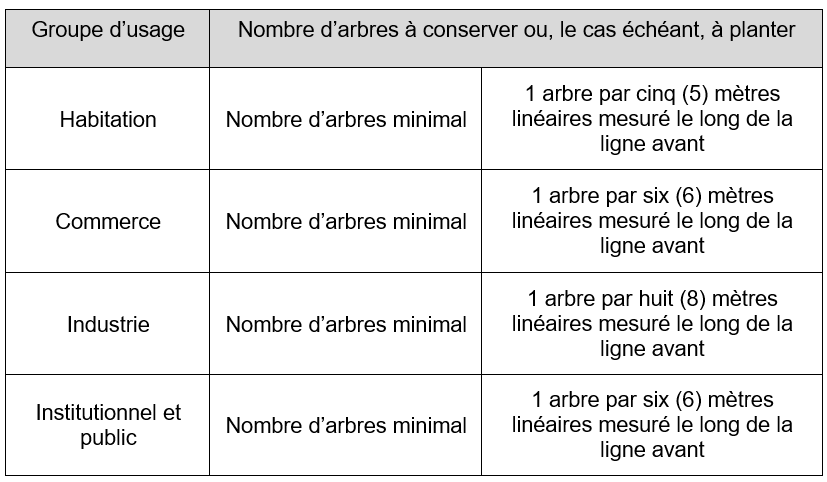 Groupe d’usage
Nombre d’arbres à conserver ou, le cas échéant, à planter
Habitation
Nombre d’arbres minimal
1 arbre par cinq (5) mètres
linéaires mesuré le long de la
ligne avant
Commerce
Nombre d’arbres minimal
1 arbre par six (6) mètres
linéaires mesuré le long de la
ligne avant
Industrie
Nombre d’arbres minimal
1 arbre par huit (8) mètres
linéaires mesuré le long de la
ligne avant
Institutionnel et
public
Nombre d’arbres minimal
1 arbre par six (6) mètres
linéaires mesuré le long de la
ligne avant